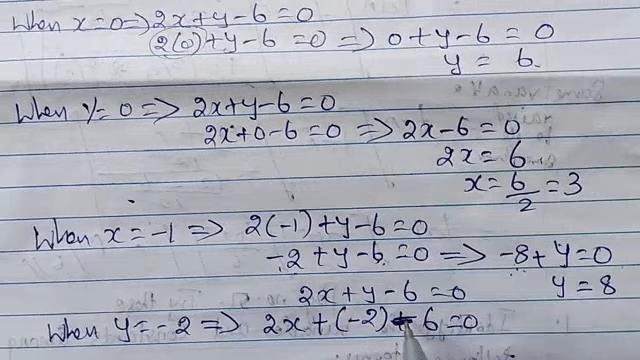 When x=0 => 2x+y-6=0
2(0)+y-6=0 => 0+y-6=0
y=6.
When y=0 => 2x+y-6=0
2x+0-6=0 => 2x-6=0
2x=6
x=6/2=3
When x=-1 => 2(-1)+y-6=0
-2+y-6=0 => -8+y=0
2x+y-6=0 y=8
When y=-2 => 2x+(-2)-6=0